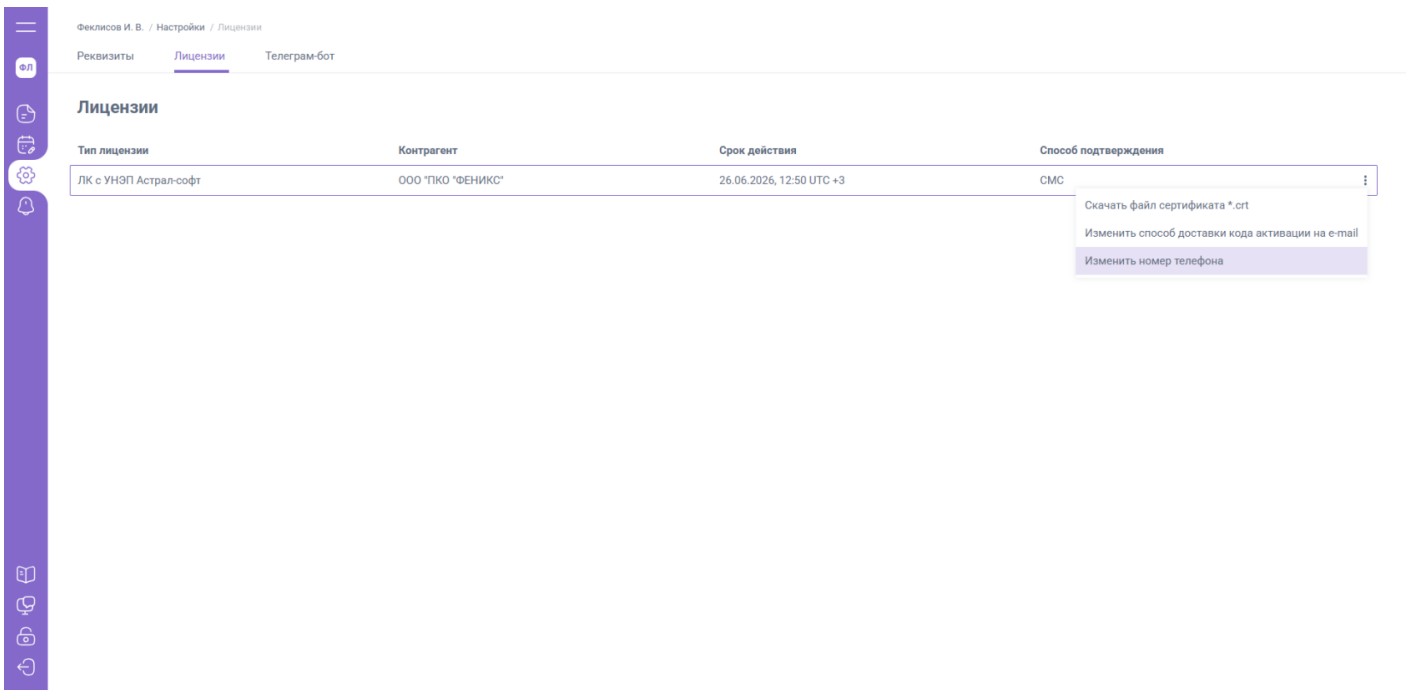 Феклисов И. В. / Настройки / Лицензии
ФЛ
Реквизиты Лицензии Телеграм-бот
Лицензии
Тип лицензии Контрагент Срок действия Способ подтверждения
ЛК с УНЭП Астрал-софт ООО "ПКО "ФЕНИКС" 26.06.2026, 12:50 UTC +3 СМС
Скачать файл сертификата *.crt
Изменить способ доставки кода активации на e-mail
Изменить номер телефона